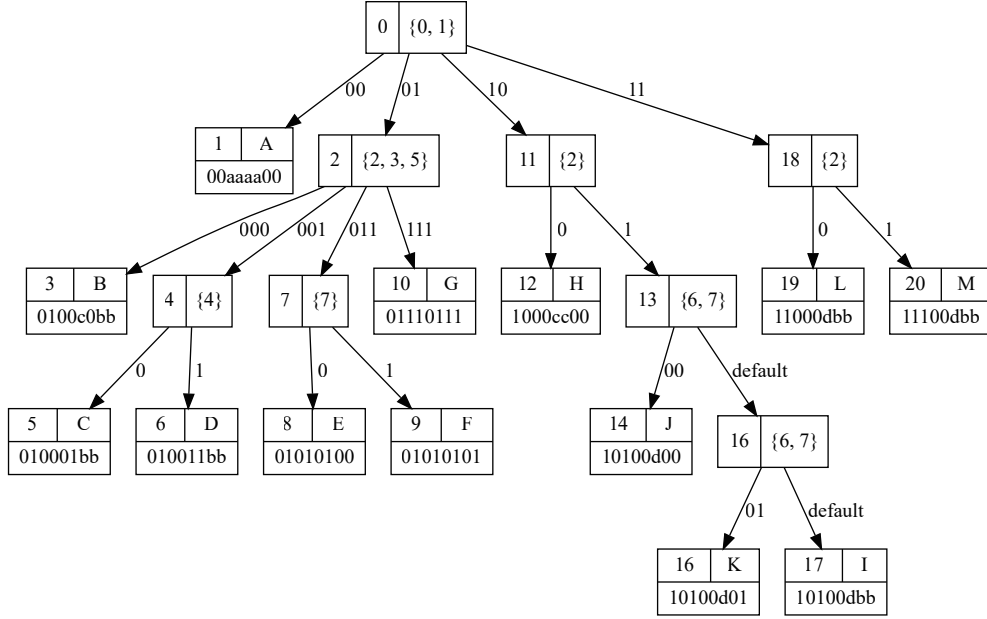 0 {0, 1}
00 01 10 11
1 A
00aaaa00
2 {2, 3, 5}
11 {2}
18 {2}
000 001 011 111 0 1 0 1
3 B
0100c0bb
4 {4}
7 {7}
10 G
01110111
12 H
1000cc00
13 {6, 7}
19 L
11000dbb
20 M
11100dbb
0 1 0 1 00 default
5 C
010001bb
6 D
010011bb
8 E
01010100
9 F
01010101
14 J
10100d00
16 {6, 7}
01 default
16 K
10100d01
17 I
10100dbb